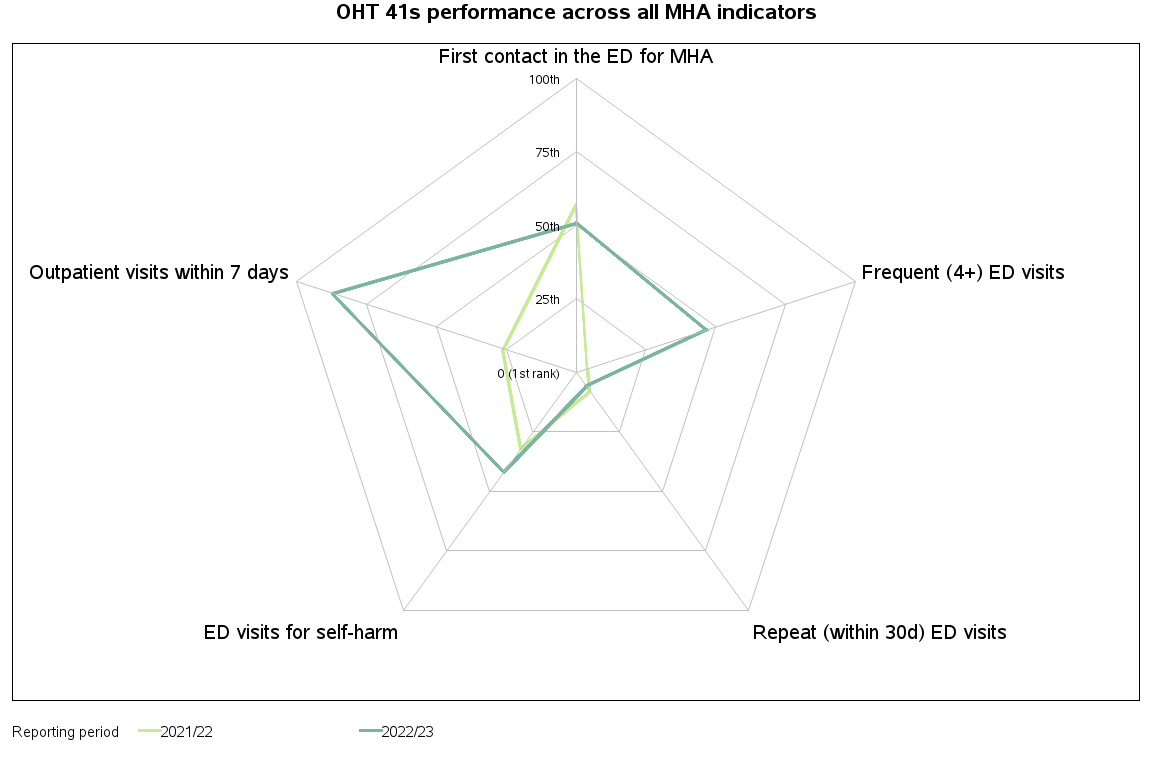 OHT 41s performance across all MHA indicators
First contact in the ED for MHA
100th
75th
50th
25th
0 (1st rank)
Outpatient visits within 7 days
Frequent (4+) ED visits
ED visits for self-harm
Repeat (within 30d) ED visits
Reporting period 2021/22 2022/23